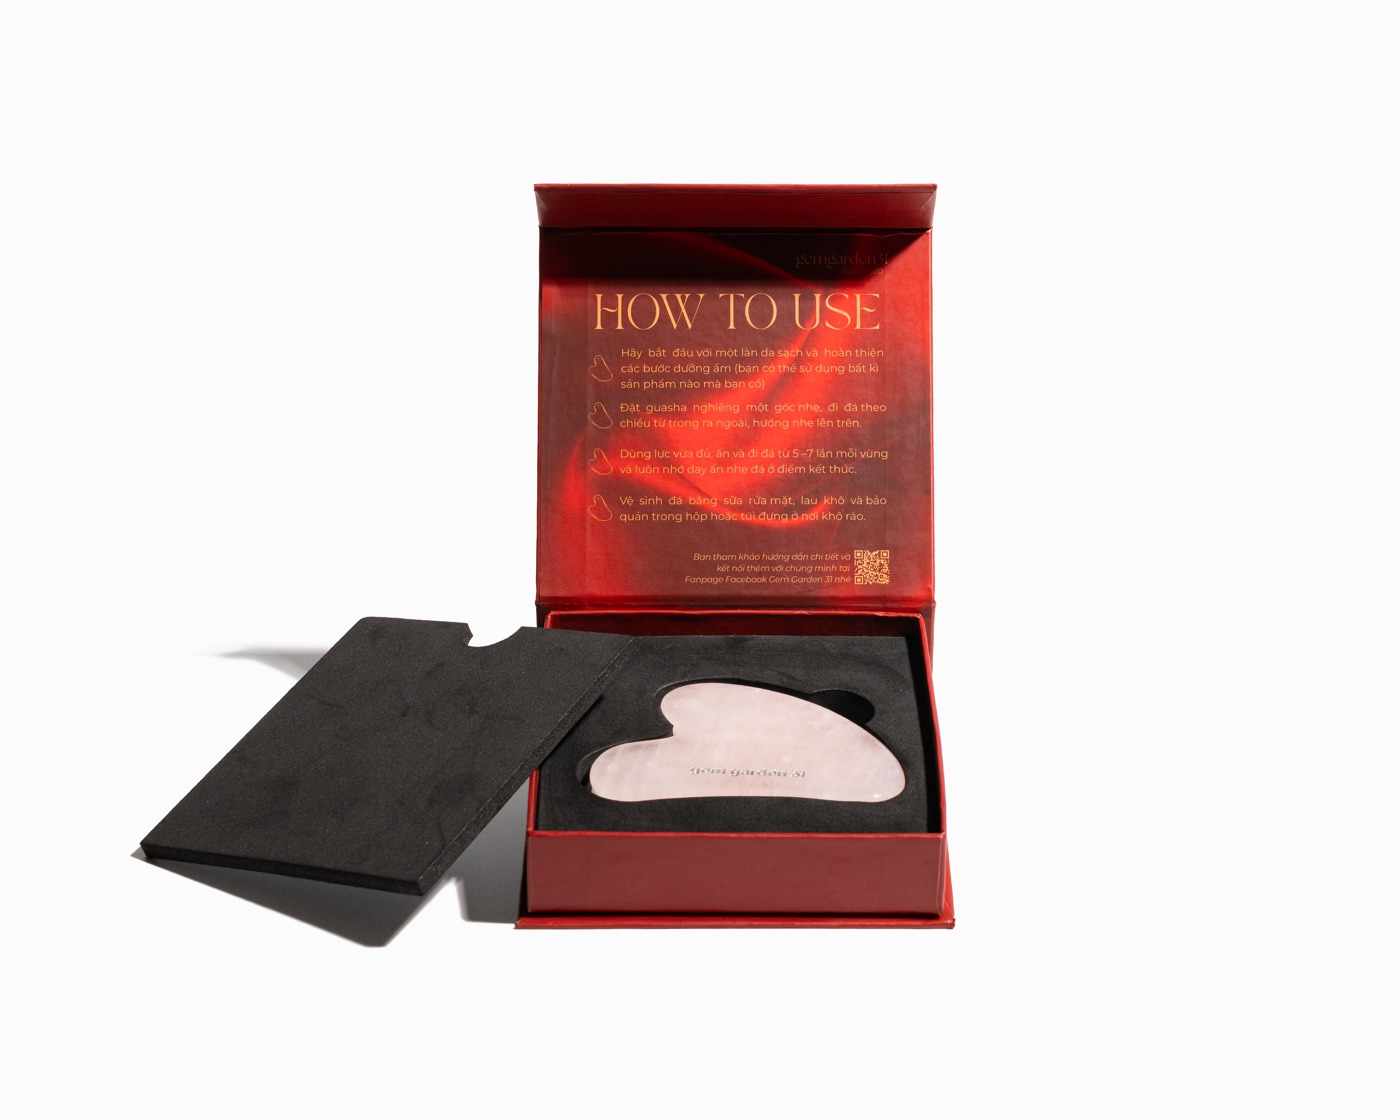 gemgarden 31
HOW TO USE
Hãy bắt đầu với một làn da sạch và hoàn thiện
các bước dưỡng ẩm (bạn có thể sử dụng bất kì
sản phẩm nào mà bạn có)
Đặt guasha nghiêng một góc nhẹ, đi đá theo
chiều từ trong ra ngoài, hướng nhẹ lên trên.
Dùng lực vừa đủ, ấn và đi đá từ 5 –7 lần mỗi vùng
và luôn nhớ day ấn nhẹ đá ở điểm kết thúc.
Vệ sinh đá bằng sữa rửa mặt, lau khô và bảo
quản trong hộp hoặc túi đựng ở nơi khô ráo.
Bạn tham khảo hướng dẫn chi tiết và
kết nối thêm với chúng mình tại
Fanpage Facebook Gem Garden 31 nhé
gem garden 31